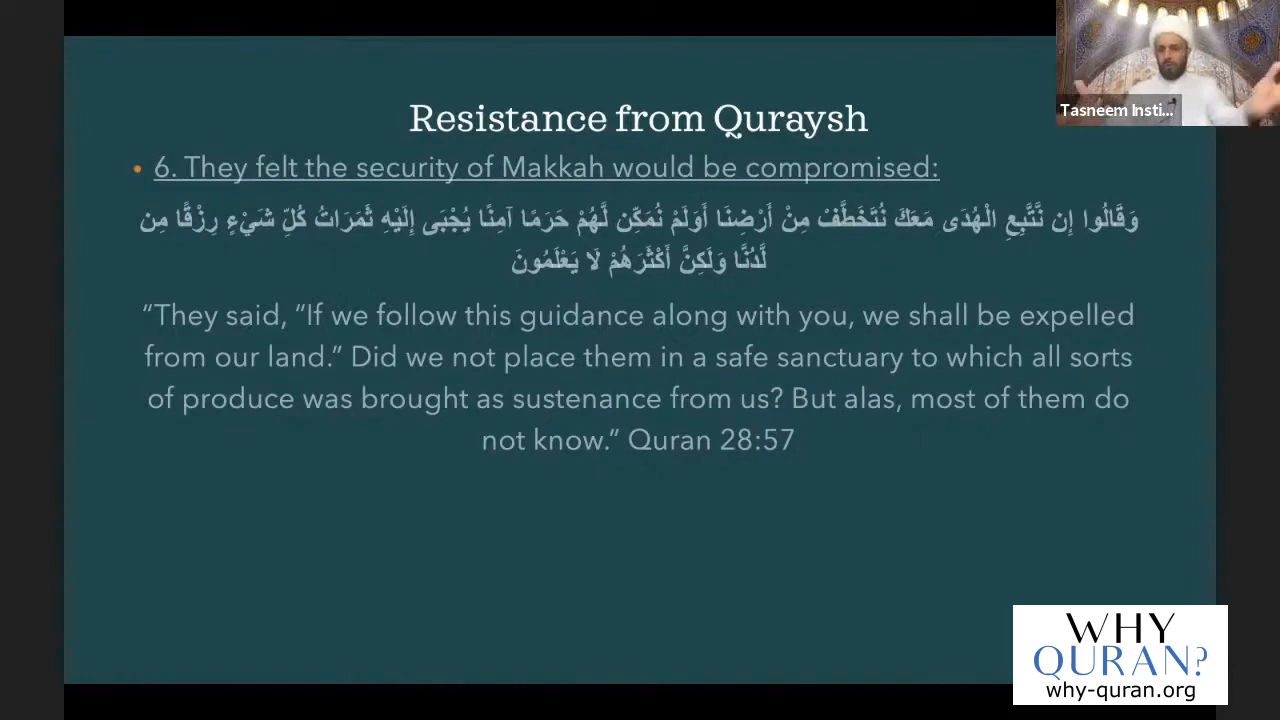 Tasneem Insti...
Resistance from Quraysh
• 6. They felt the security of Makkah would be compromised:
وَقَالُوا إِن نَّتَّبِعِ الْهُدَى مَعَكَ نُتَخَطَّفْ مِنْ أَرْضِنَا أَوَلَمْ نُمَكِّن لَّهُمْ حَرَمًا آمِنًا يُجْبَى إِلَيْهِ ثَمَرَاتُ كُلِّ شَيْءٍ رِزْقًا مِن
لَّدُنَّا وَلَكِنَّ أَكْثَرَهُمْ لَا يَعْلَمُونَ
“They said, “If we follow this guidance along with you, we shall be expelled
from our land.” Did we not place them in a safe sanctuary to which all sorts
of produce was brought as sustenance from us? But alas, most of them do
not know.” Quran 28:57
WHY
QURAN?
why-quran.org